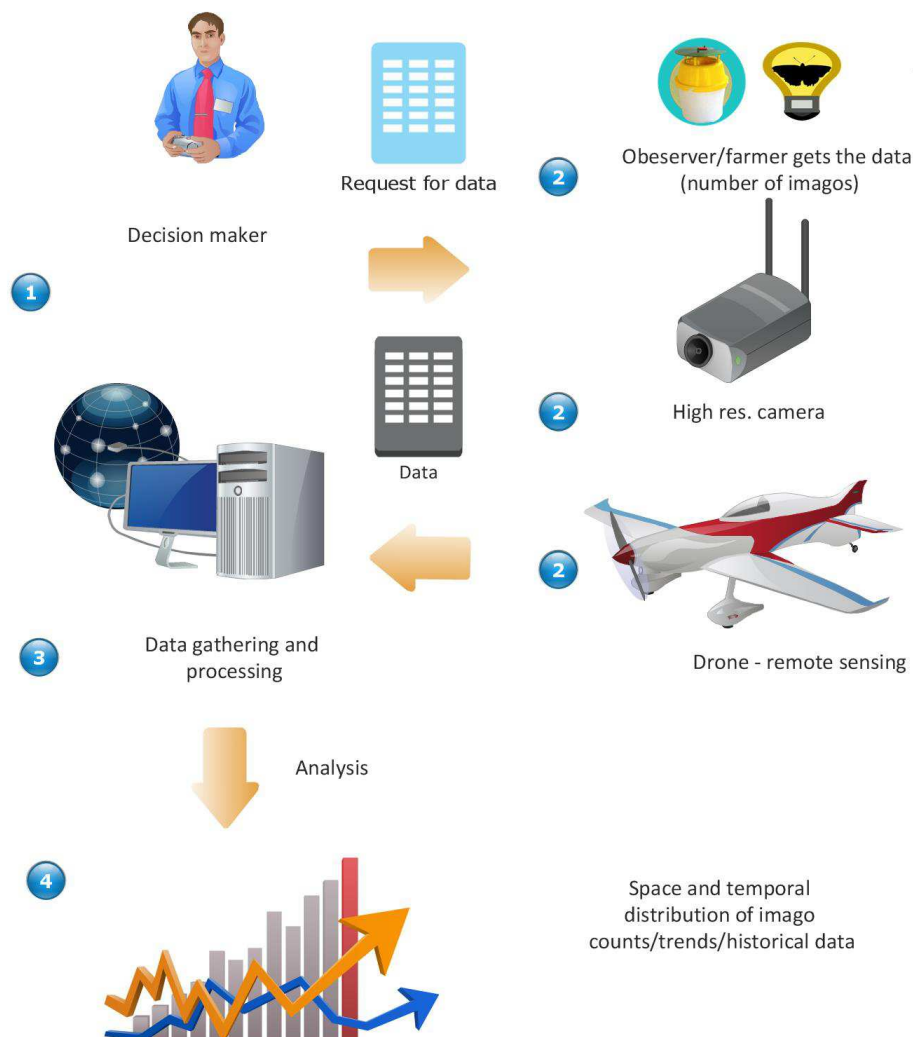 Request for data
Decision maker
1
2
Obeserver/farmer gets the data
(number of imagos)
2
High res. camera
Data
2
Drone - remote sensing
3
Data gathering and
processing
Analysis
4
Space and temporal
distribution of imago
counts/trends/historical data